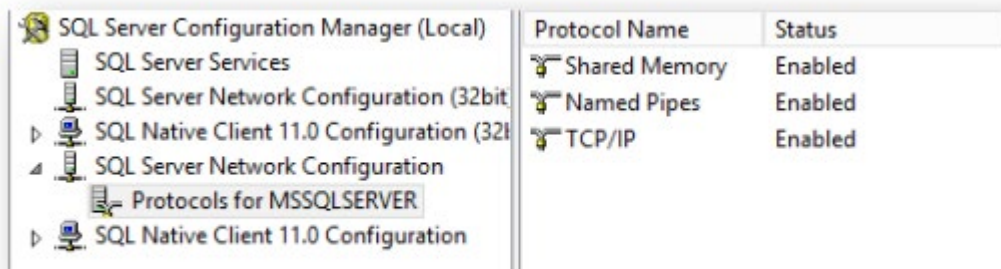 SQL Server Configuration Manager (Local)
SQL Server Services
SQL Server Network Configuration (32bit
SQL Native Client 11.0 Configuration (32b
SQL Server Network Configuration
Protocols for MSSQLSERVER
SQL Native Client 11.0 Configuration
Protocol Name Status
Shared Memory Enabled
Named Pipes Enabled
TCP/IP Enabled